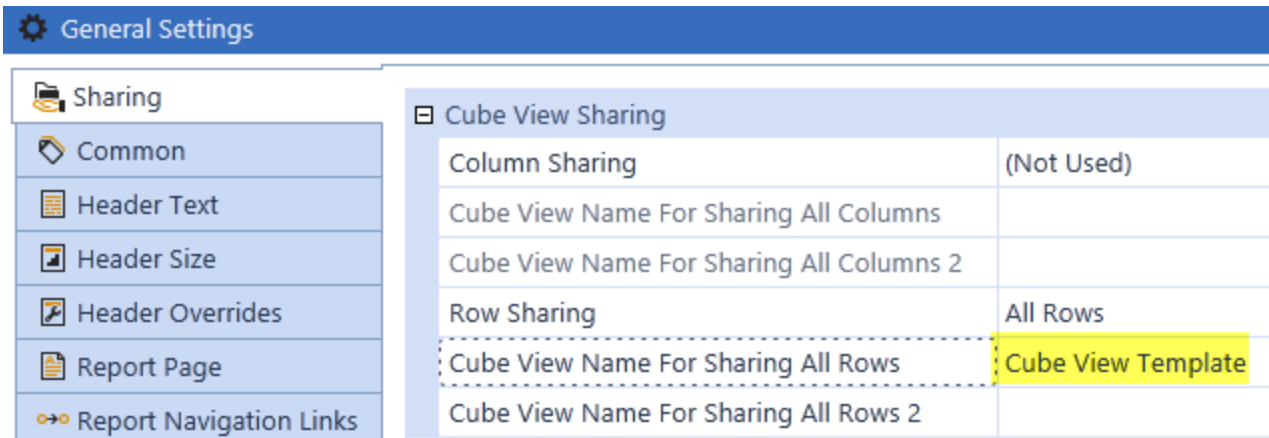 General Settings
Sharing
Common
Header Text
Header Size
Header Overrides
Report Page
Report Navigation Links
Cube View Sharing
Column Sharing (Not Used)
Cube View Name For Sharing All Columns
Cube View Name For Sharing All Columns 2
Row Sharing All Rows
Cube View Name For Sharing All Rows Cube View Template
Cube View Name For Sharing All Rows 2